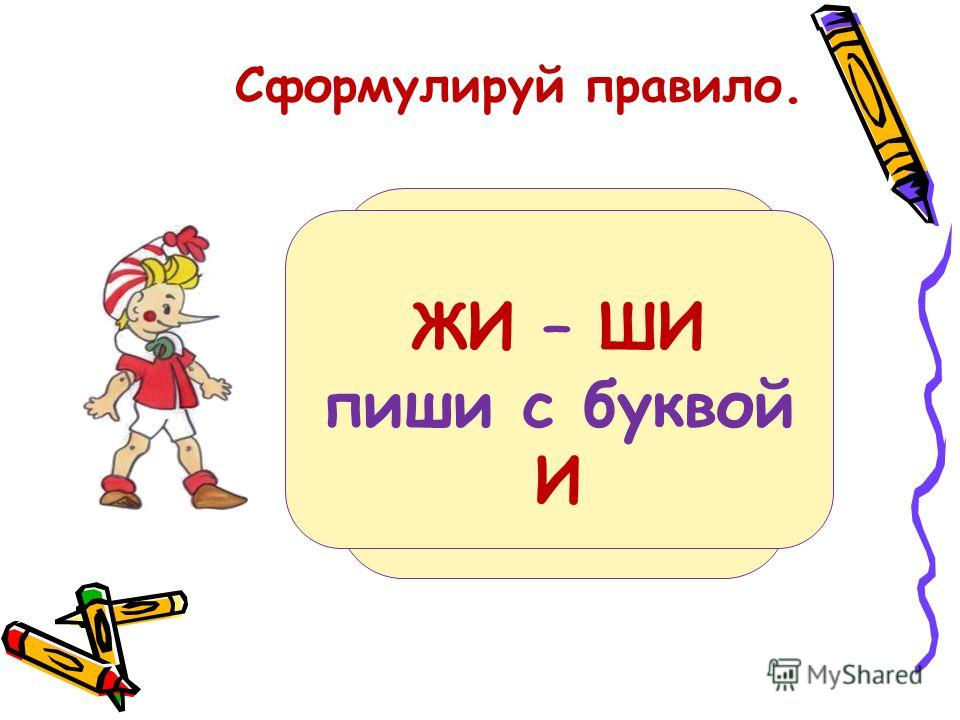 Сформулируй правило.
ЖИ – ШИ
пиши с буквой
И
MyShared